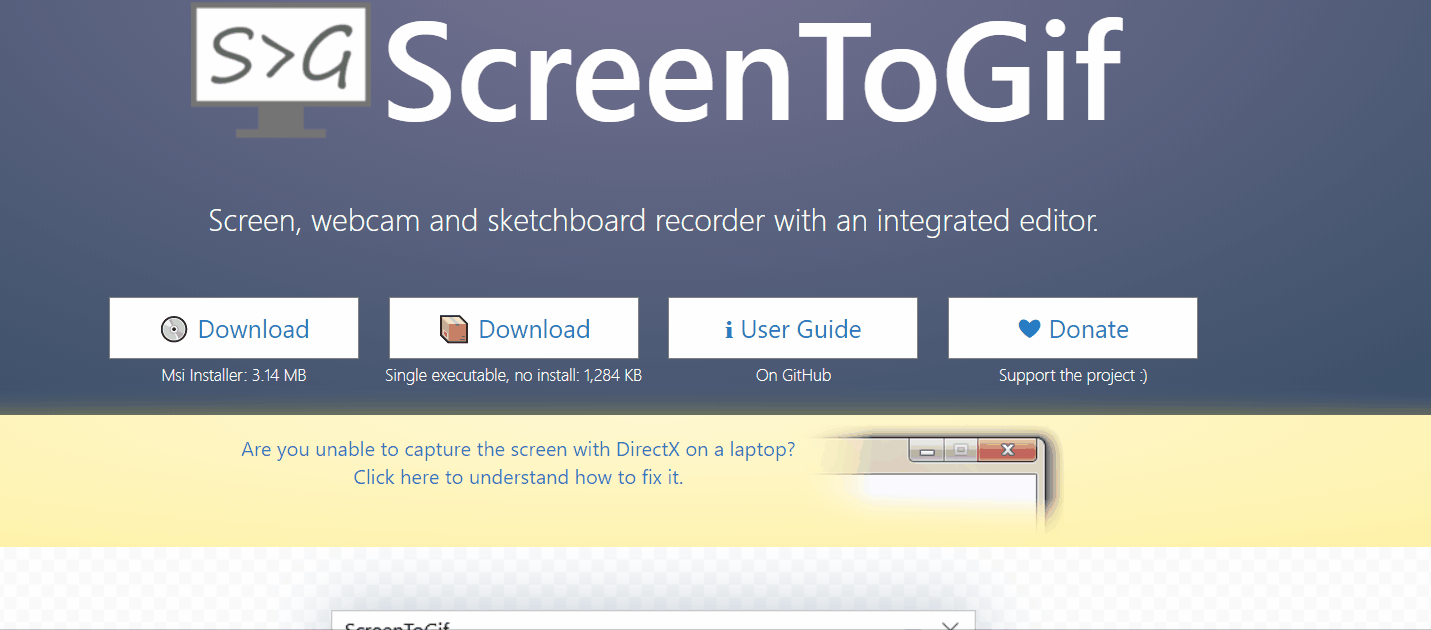 S>G ScreenToGif
Screen, webcam and sketchboard recorder with an integrated editor.
Download
Msi Installer: 3.14 MB
Download
Single executable, no install: 1,284 KB
i User Guide
On GitHub
Donate
Support the project :)
Are you unable to capture the screen with DirectX on a laptop?
Click here to understand how to fix it.
ScreenToGif